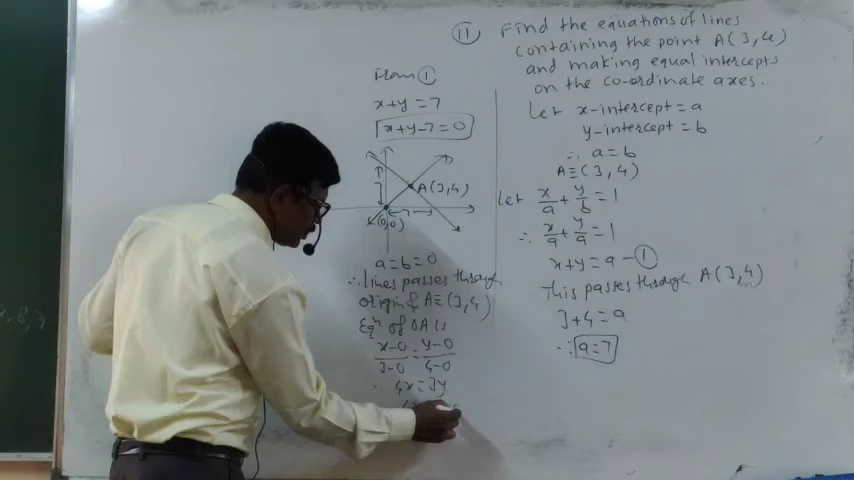 11) Find the equations of lines
containing the point A(3,4)
and making equal intercepts
on the co-ordinate axes.
Let x-intercept = a
y-intercept = b
∴ a = b
A≡(3,4)
Let x/a + y/b = 1
∴ x/a + y/a = 1
x+y = a - ①
This passes through A(3,4)
3+4 = a
∴ a=7
From ①
x+y = 7
x+y-7=0
7
A(3,4)
(0,0)
7
a=b=0
∴ lines passes through
origin & A≡(3,4)
Eqn of OA is
x-0/3-0 = y-0/4-0
∴ 4x=3y